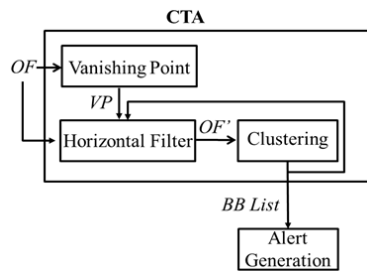 CTA
OF
Vanishing Point
VP
Horizontal Filter
OF'
Clustering
BB List
Alert
Generation